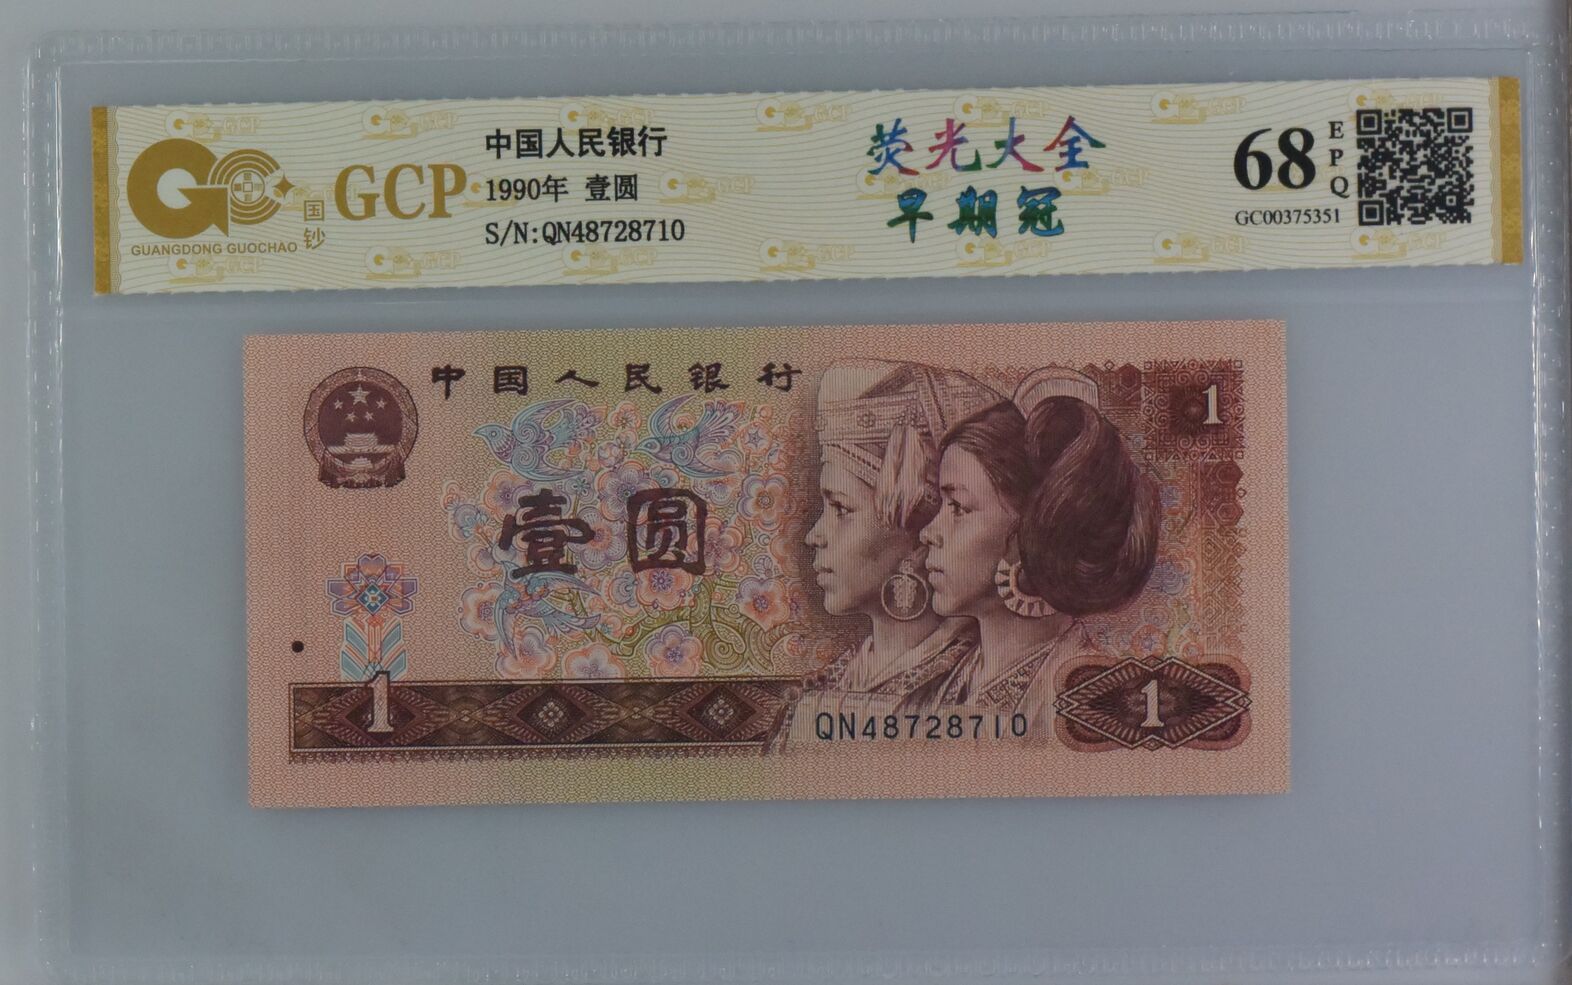 GCP
国钞
GUANGDONG GUOCHAO
中国人民银行
1990年 壹圆
S/N:QN48728710
荧光大全
早期冠
68
EPQ
GC00375351
中国人民银行
1
壹圆
1
QN48728710
1